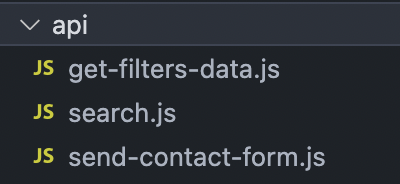 api
JS get-filters-data.js
JS search.js
JS send-contact-form.js